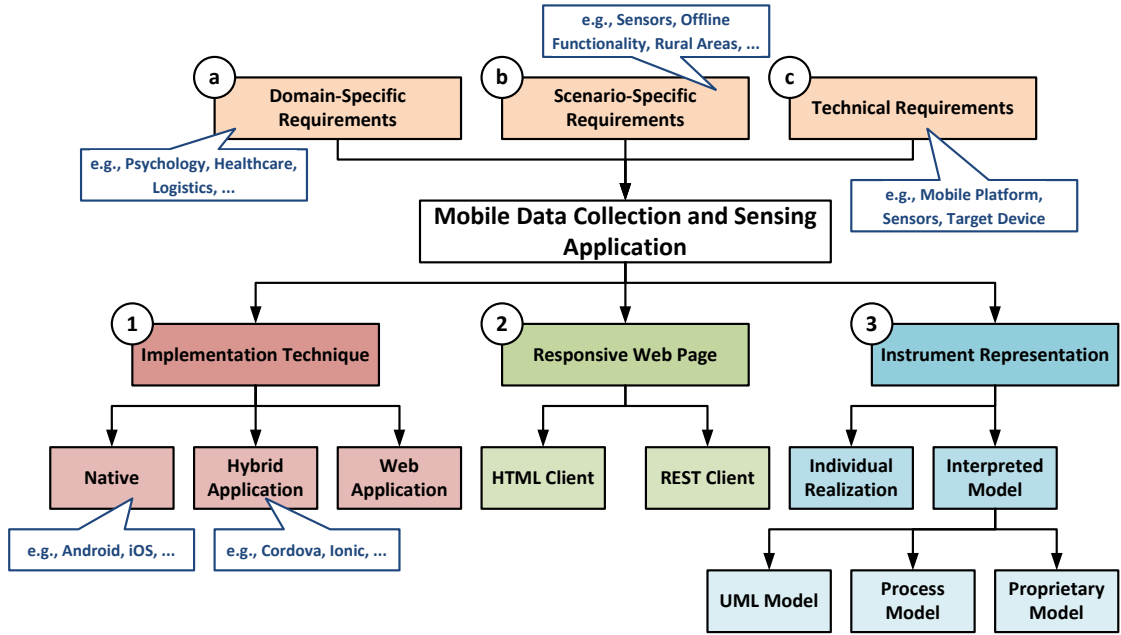 e.g., Sensors, Offline
Functionality, Rural Areas, ...
a
Domain-Specific
Requirements
b
Scenario-Specific
Requirements
c
Technical Requirements
e.g., Psychology, Healthcare,
Logistics, ...
e.g., Mobile Platform,
Sensors, Target Device
Mobile Data Collection and Sensing
Application
1
Implementation Technique
2
Responsive Web Page
3
Instrument Representation
Native
Hybrid
Application
Web
Application
HTML Client
REST Client
Individual
Realization
Interpreted
Model
e.g., Android, iOS, ...
e.g., Cordova, Ionic, ...
UML Model
Process
Model
Proprietary
Model